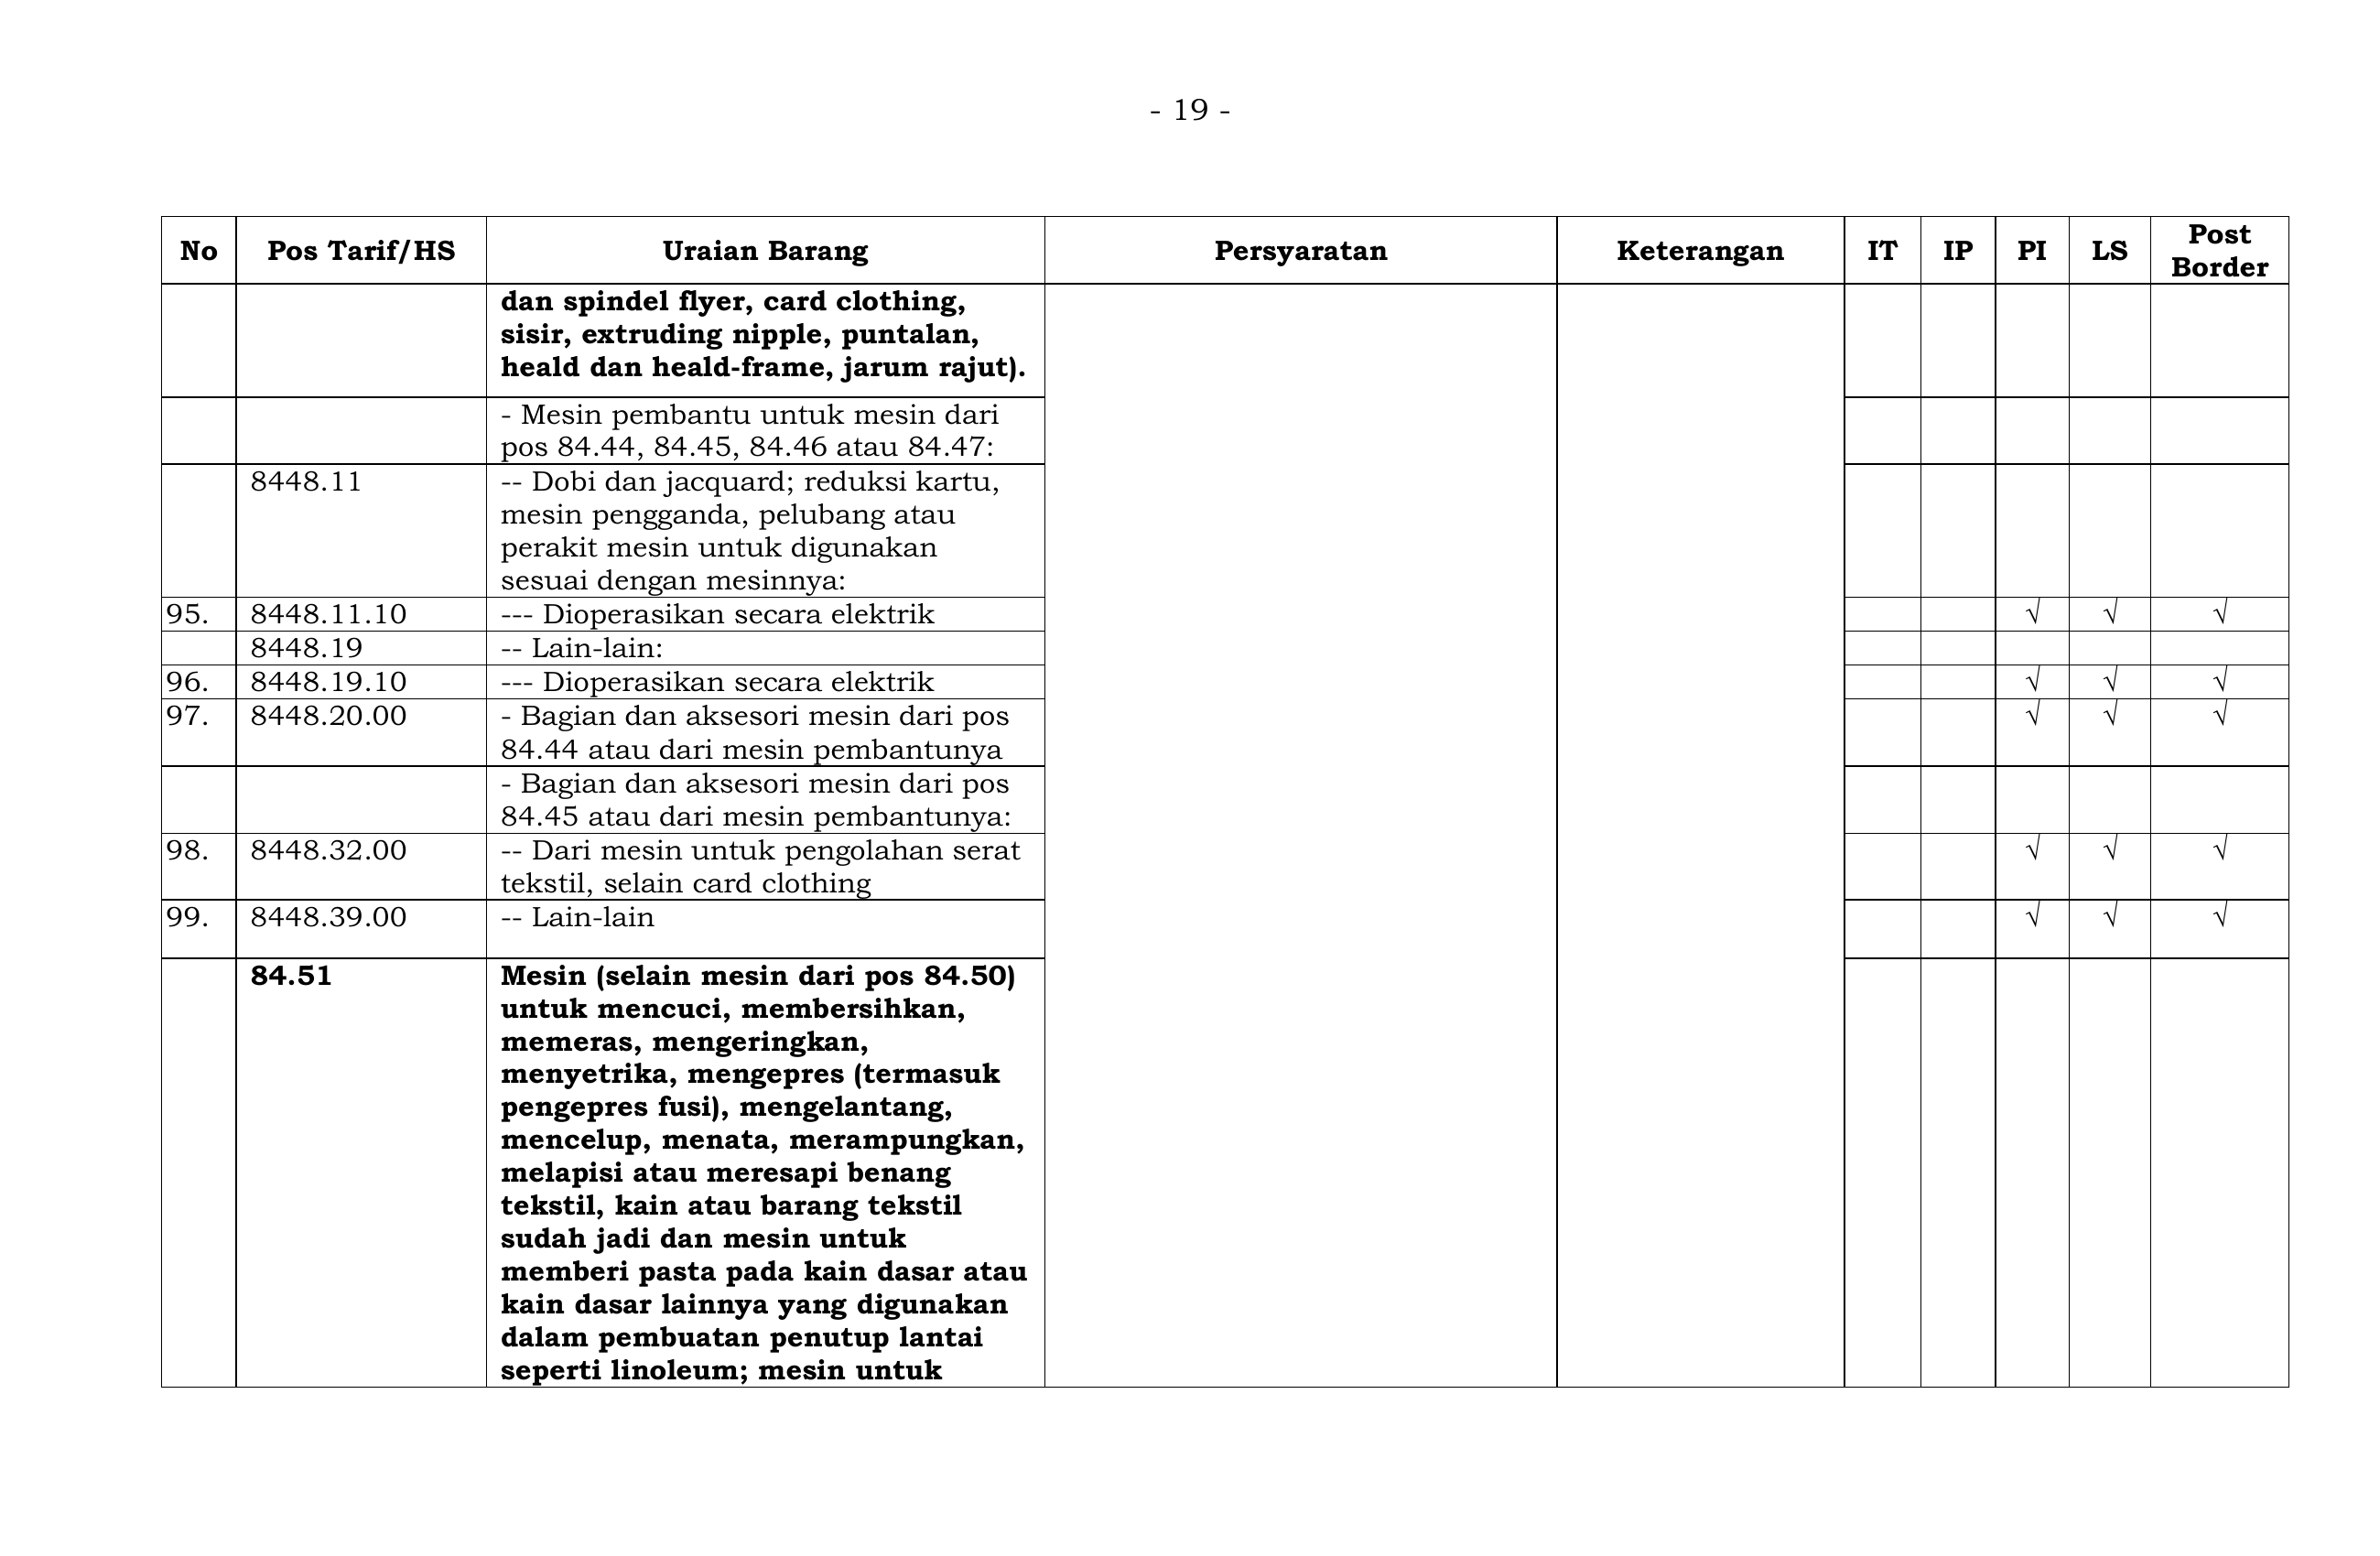 - 19 -
No Pos Tarif/HS Uraian Barang Persyaratan Keterangan IT IP PI LS Post Border
dan spindel flyer, card clothing,
sisir, extruding nipple, puntalan,
heald dan heald-frame, jarum rajut).
- Mesin pembantu untuk mesin dari
pos 84.44, 84.45, 84.46 atau 84.47:
8448.11 -- Dobi dan jacquard; reduksi kartu,
mesin pengganda, pelubang atau
perakit mesin untuk digunakan
sesuai dengan mesinnya:
95. 8448.11.10 --- Dioperasikan secara elektrik √ √ √
8448.19 -- Lain-lain:
96. 8448.19.10 --- Dioperasikan secara elektrik √ √ √
97. 8448.20.00 - Bagian dan aksesori mesin dari pos √ √ √
84.44 atau dari mesin pembantunya
- Bagian dan aksesori mesin dari pos
84.45 atau dari mesin pembantunya:
98. 8448.32.00 -- Dari mesin untuk pengolahan serat √ √ √
tekstil, selain card clothing
99. 8448.39.00 -- Lain-lain √ √ √
84.51 Mesin (selain mesin dari pos 84.50)
untuk mencuci, membersihkan,
memeras, mengeringkan,
menyetrika, mengepres (termasuk
pengepres fusi), mengelantang,
mencelup, menata, merampungkan,
melapisi atau meresapi benang
tekstil, kain atau barang tekstil
sudah jadi dan mesin untuk
memberi pasta pada kain dasar atau
kain dasar lainnya yang digunakan
dalam pembuatan penutup lantai
seperti linoleum; mesin untuk